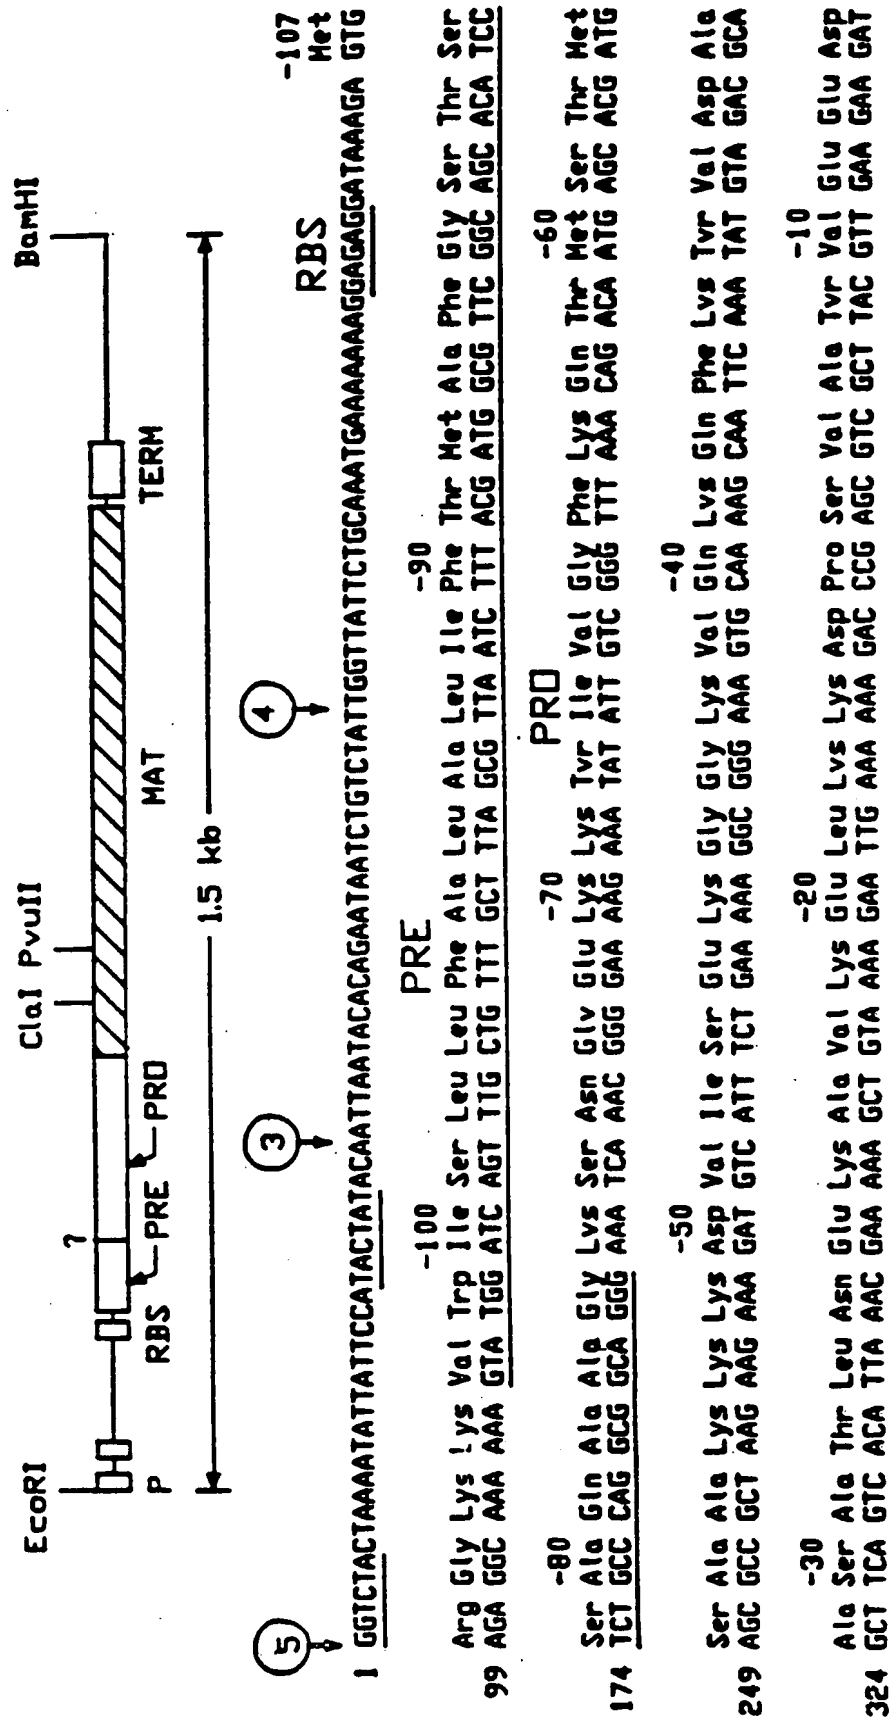 EcoRI
ClaI PvuII
BamHI
?
P
RBS
PRE
PRO
MAT
TERM
1.5 kb
5
3
4
RBS
-107
Met
1 GGTCTACTAAAATATTATTCCATACTATACAATTAATACACAGAATAATCTGTCTATTGGTTATTCTGCAAATGAAAAAAAGGAGAGGATAAAGA GTG
PRE
-100 -90
Arg Gly Lys Lys Val Trp Ile Ser Leu Leu Phe Ala Leu Ala Leu Ile Phe Thr Met Ala Phe Gly Ser Thr Ser
99 AGA GGC AAA AAA GTA TGG ATC AGT TTG CTG TTT GCT TTA GCG TTA ATC TTT ACG ATG GCG TTC GGC AGC ACA TCC
PRO
-80 -70 -60
Ser Ala Gln Ala Ala Gly Lys Ser Asn Gly Glu Lys Lys Tyr Ile Val Gly Phe Lys Gln Thr Met Ser Thr Met
174 TCT GCC CAG GCG GCA GGG AAA TCA AAC GGG GAA AAG AAA TAT ATT GTC GGG TTT AAA CAG ACA ATG AGC ACG ATG
-50 -40
Ser Ala Ala Lys Lys Lys Asp Val Ile Ser Glu Lys Gly Gly Lys Val Gln Lys Gln Phe Lys Tyr Val Asp Ala
249 AGC GCC GCT AAG AAG AAA GAT GTC ATT TCT GAA AAA GGC GGG AAA GTG CAA AAG CAA TTC AAA TAT GTA GAC GCA
-30 -20 -10
Ala Ser Ala Thr Leu Asn Glu Lys Ala Val Lys Glu Leu Lys Lys Asp Pro Ser Val Ala Tyr Val Glu Glu Asp
324 GCT TCA GTC ACA TTA AAC GAA AAA GCT GTA AAA GAA TTG AAA AAA GAC CCG AGC GTC GCT TAC GTT GAA GAA GAT